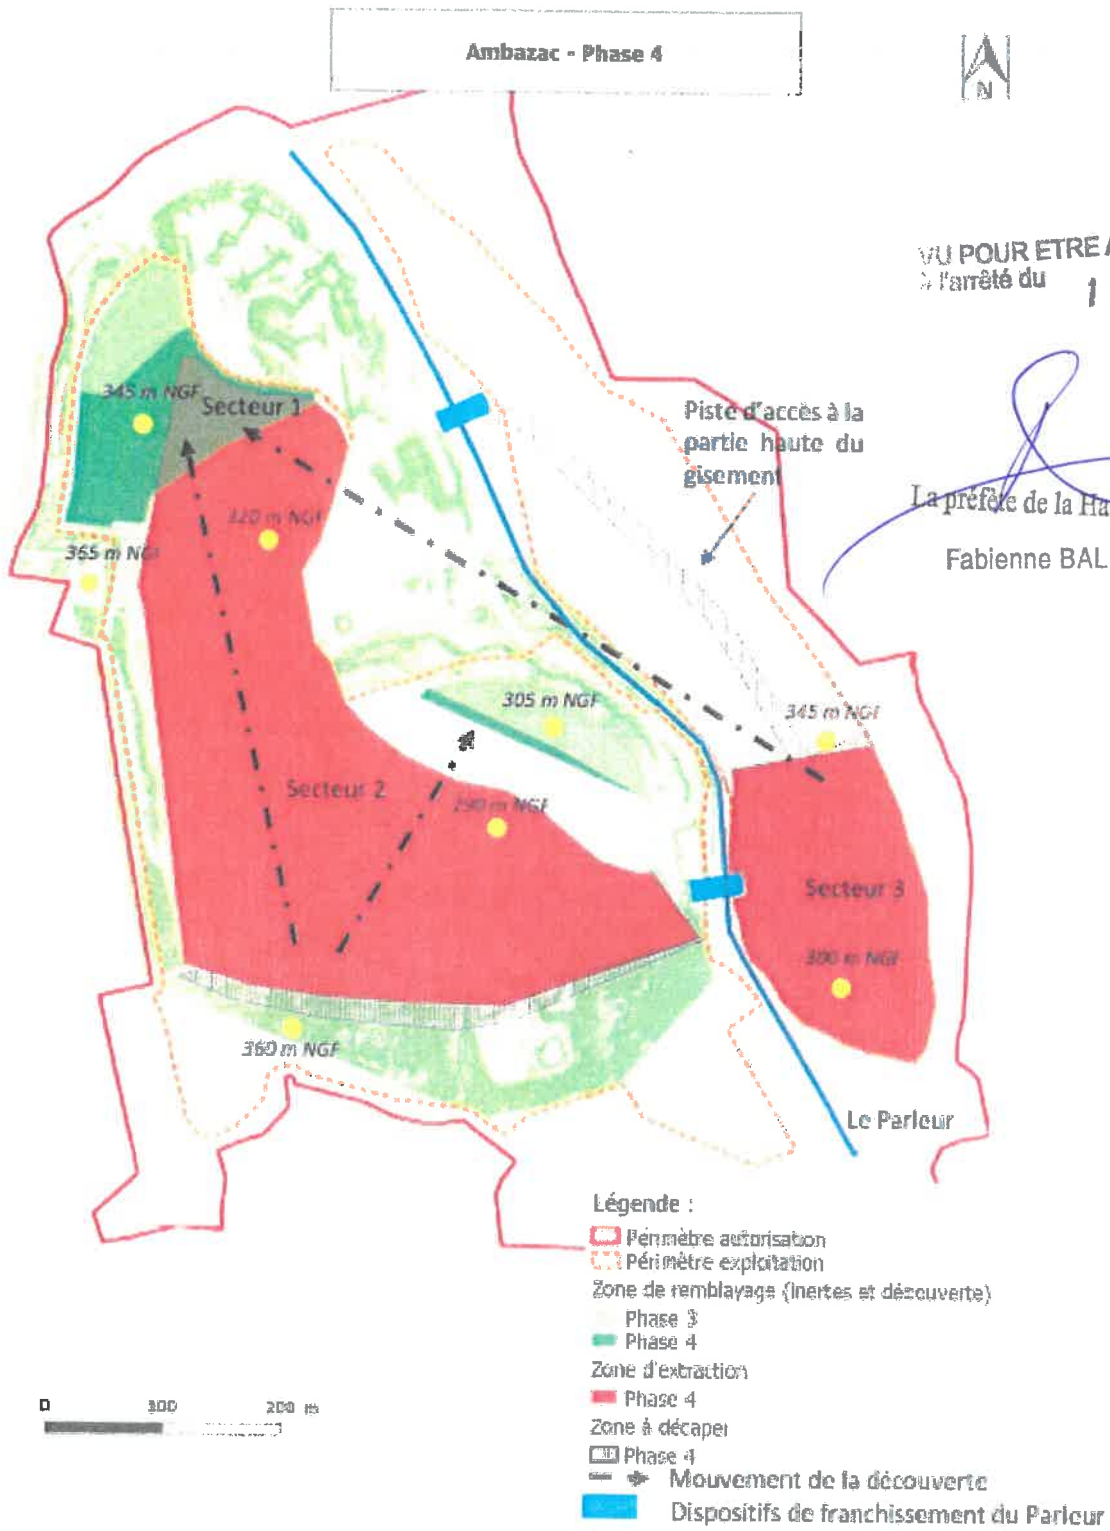 Ambazac - Phase 4
N
VU POUR ETRE A
à l'arrêté du
1
345 m NGF
Secteur 1
Piste d'accès à la
partie haute du
gisement
La préfète de la Ha
Fabienne BAL
320 m NGF
365 m NGF
305 m NGF
345 m NGF
Secteur 2
290 m NGF
Secteur 3
300 m NGF
360 m NGF
Le Parleur
Légende :
Périmètre autorisation
Périmètre exploitation
Zone de remblayage (inertes et découverte)
Phase 3
Phase 4
Zone d'extraction
Phase 4
Zone à décaper
Phase 4
Mouvement de la découverte
Dispositifs de franchissement du Parleur
0 100 200 m